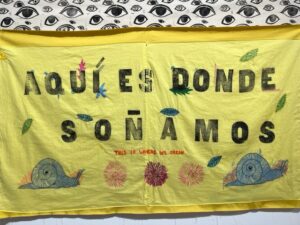 AQUÍ ES DONDE
SOÑAMOS
THIS IS WHERE WE DREAM